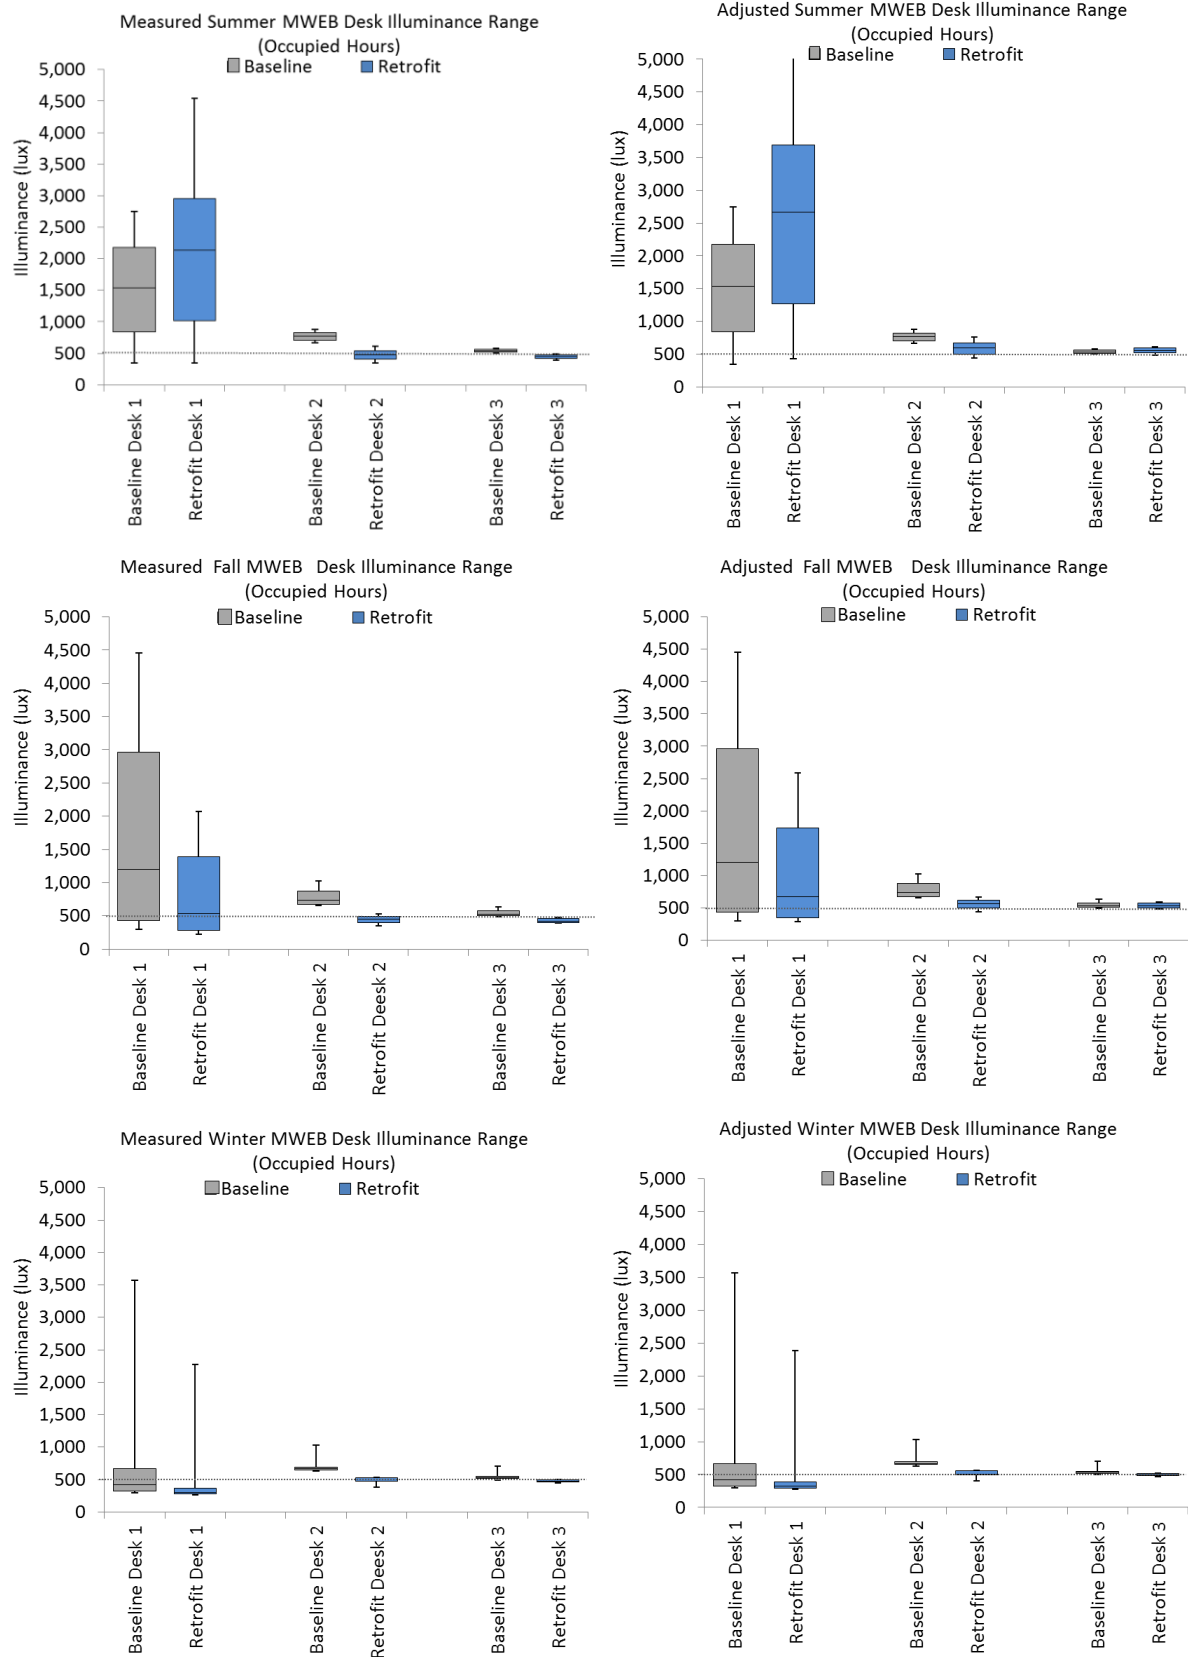 Measured Summer MWEB Desk Illuminance Range
(Occupied Hours)
Baseline Retrofit
Illuminance (lux)
5,000
4,500
4,000
3,500
3,000
2,500
2,000
1,500
1,000
500
0
Baseline Desk 1
Retrofit Desk 1
Baseline Desk 2
Retrofit Deesk 2
Baseline Desk 3
Retrofit Desk 3
Adjusted Summer MWEB Desk Illuminance Range
(Occupied Hours)
Baseline Retrofit
Illuminance (lux)
5,000
4,500
4,000
3,500
3,000
2,500
2,000
1,500
1,000
500
0
Baseline Desk 1
Retrofit Desk 1
Baseline Desk 2
Retrofit Deesk 2
Baseline Desk 3
Retrofit Desk 3
Measured Fall MWEB Desk Illuminance Range
(Occupied Hours)
Baseline Retrofit
Illuminance (lux)
5,000
4,500
4,000
3,500
3,000
2,500
2,000
1,500
1,000
500
0
Baseline Desk 1
Retrofit Desk 1
Baseline Desk 2
Retrofit Deesk 2
Baseline Desk 3
Retrofit Desk 3
Adjusted Fall MWEB Desk Illuminance Range
(Occupied Hours)
Baseline Retrofit
Illuminance (lux)
5,000
4,500
4,000
3,500
3,000
2,500
2,000
1,500
1,000
500
0
Baseline Desk 1
Retrofit Desk 1
Baseline Desk 2
Retrofit Deesk 2
Baseline Desk 3
Retrofit Desk 3
Measured Winter MWEB Desk Illuminance Range
(Occupied Hours)
Baseline Retrofit
Illuminance (lux)
5,000
4,500
4,000
3,500
3,000
2,500
2,000
1,500
1,000
500
0
Baseline Desk 1
Retrofit Desk 1
Baseline Desk 2
Retrofit Deesk 2
Baseline Desk 3
Retrofit Desk 3
Adjusted Winter MWEB Desk Illuminance Range
(Occupied Hours)
Baseline Retrofit
Illuminance (lux)
5,000
4,500
4,000
3,500
3,000
2,500
2,000
1,500
1,000
500
0
Baseline Desk 1
Retrofit Desk 1
Baseline Desk 2
Retrofit Deesk 2
Baseline Desk 3
Retrofit Desk 3